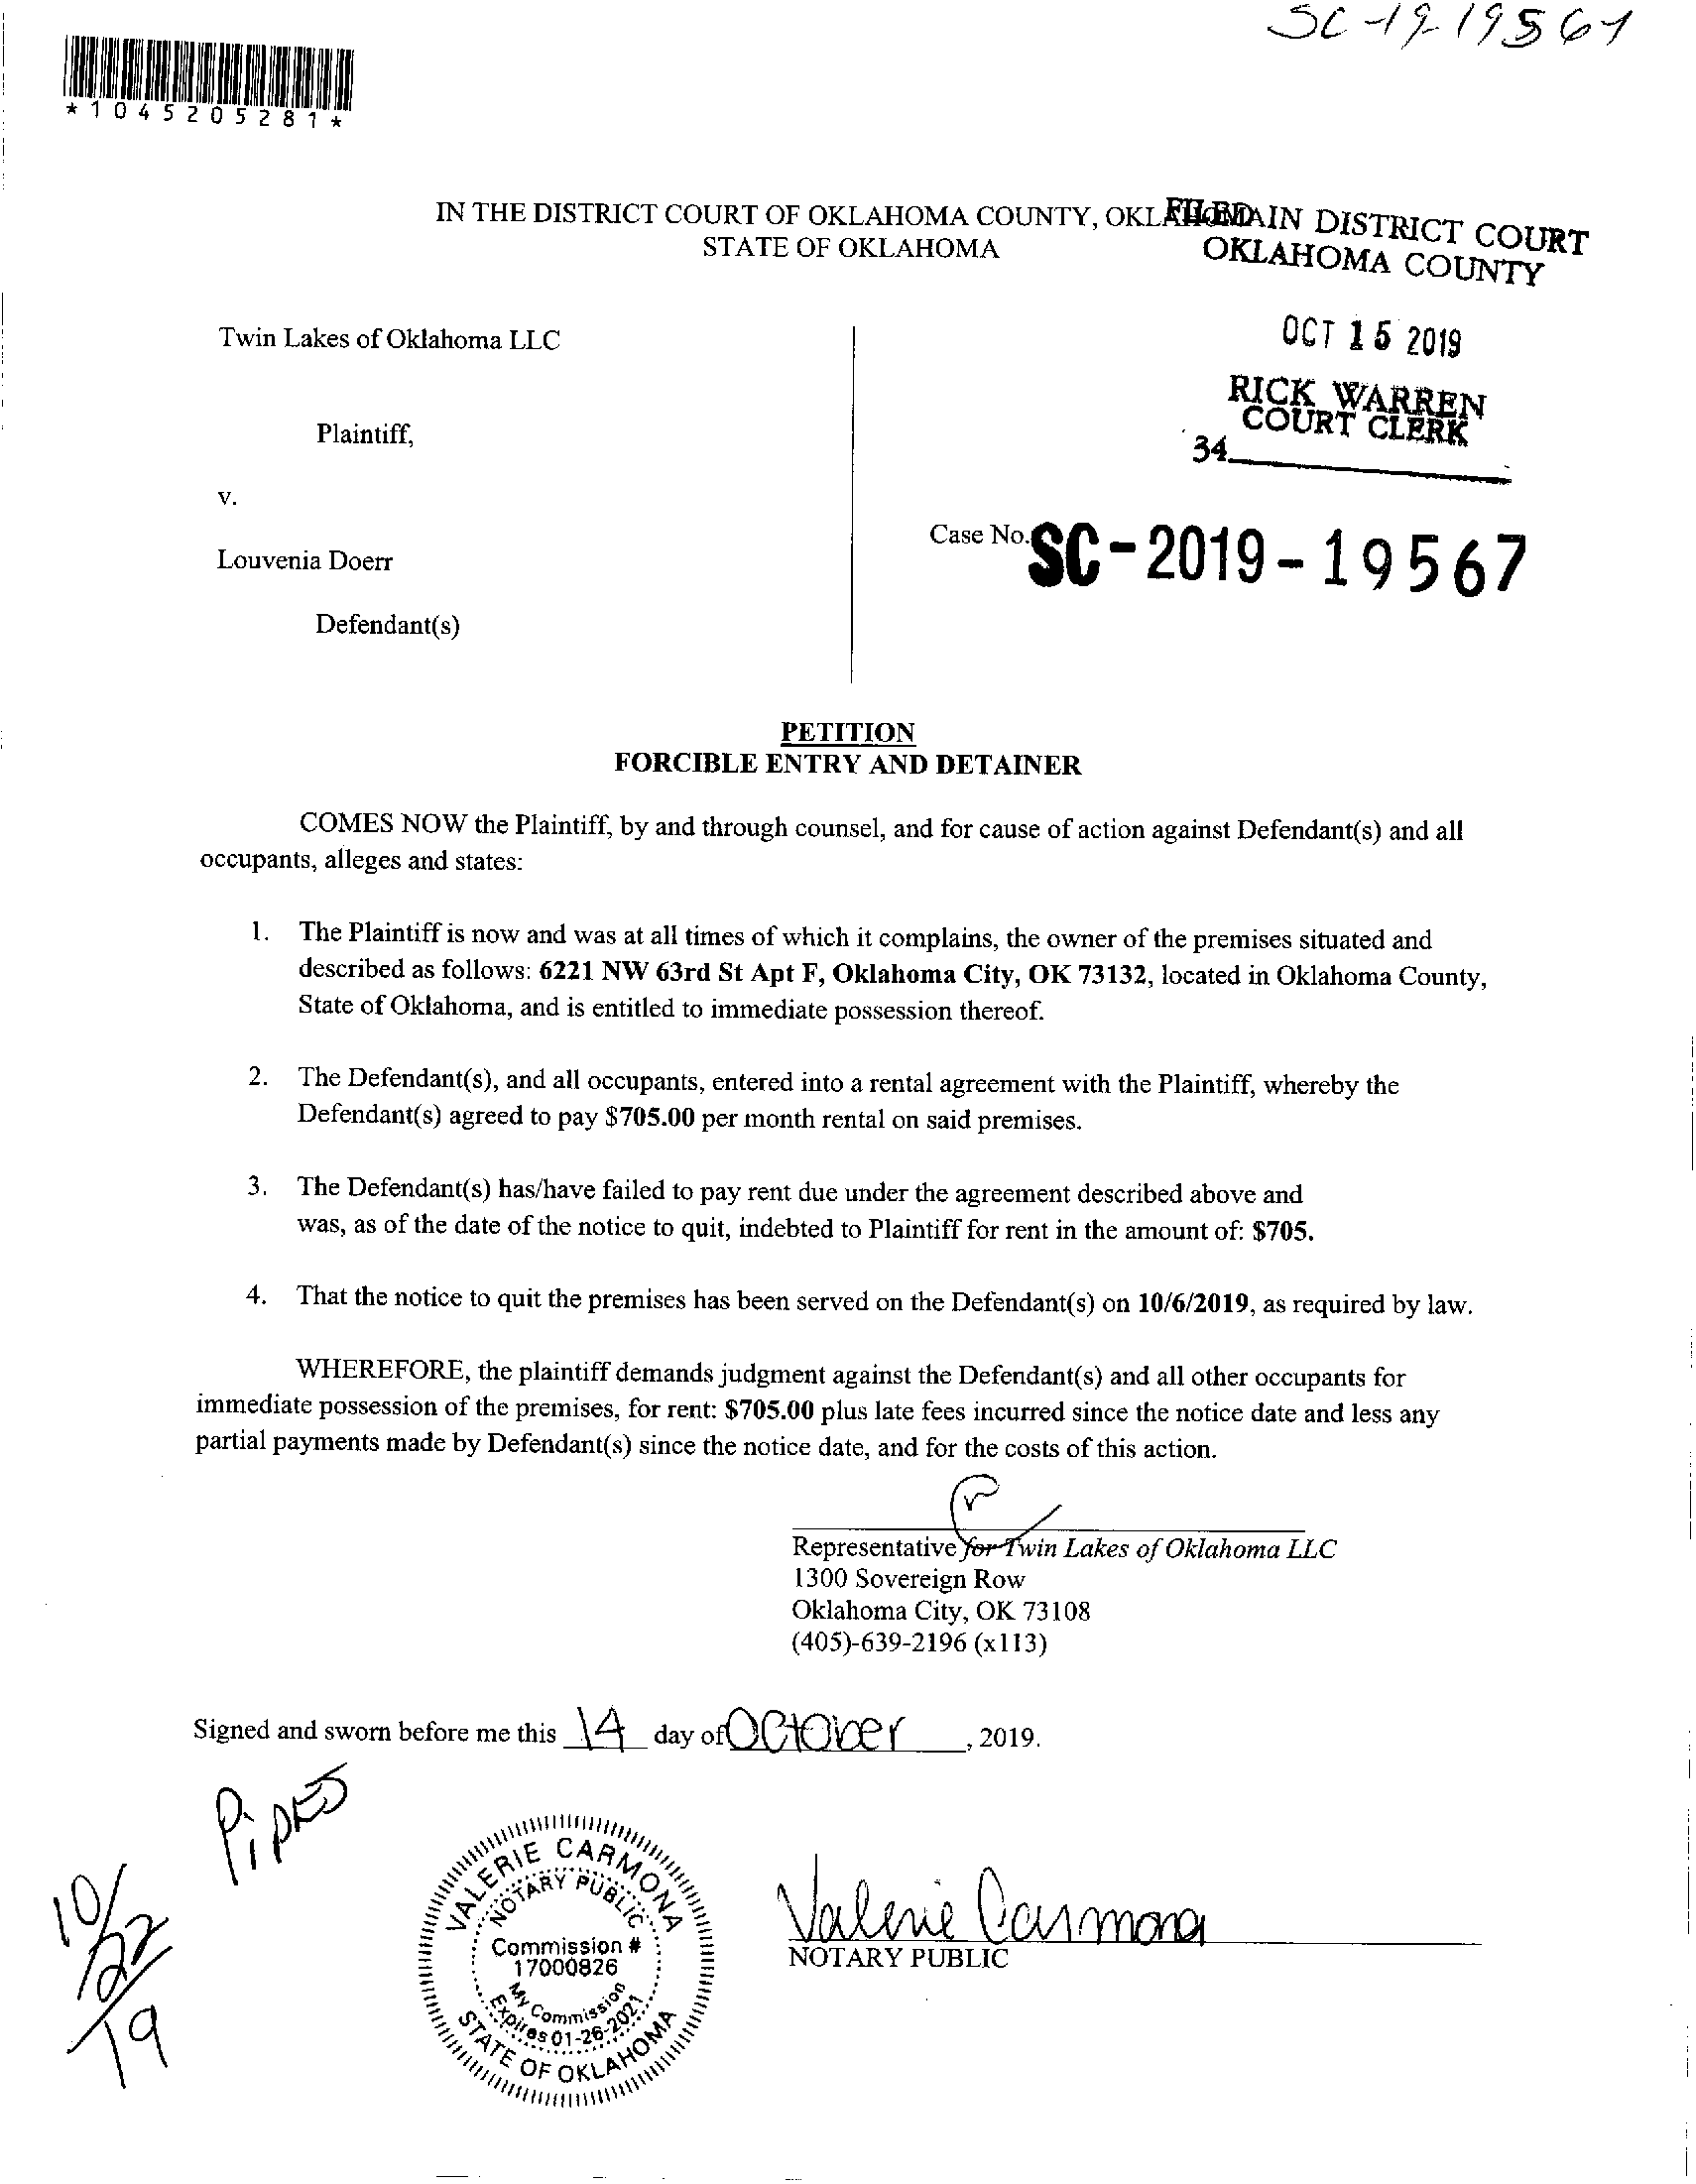 SC-19-19567
*1045205281*
IN THE DISTRICT COURT OF OKLAHOMA COUNTY, OKLAHOMA
STATE OF OKLAHOMA
FILED IN DISTRICT COURT
OKLAHOMA COUNTY
OCT 15 2019
RICK WARREN
COURT CLERK
34
Twin Lakes of Oklahoma LLC
Plaintiff,
v.
Louvenia Doerr
Defendant(s)
Case No. SC-2019-19567
PETITION
FORCIBLE ENTRY AND DETAINER
COMES NOW the Plaintiff, by and through counsel, and for cause of action against Defendant(s) and all
occupants, alleges and states:
1. The Plaintiff is now and was at all times of which it complains, the owner of the premises situated and
described as follows: 6221 NW 63rd St Apt F, Oklahoma City, OK 73132, located in Oklahoma County,
State of Oklahoma, and is entitled to immediate possession thereof.
2. The Defendant(s), and all occupants, entered into a rental agreement with the Plaintiff, whereby the
Defendant(s) agreed to pay $705.00 per month rental on said premises.
3. The Defendant(s) has/have failed to pay rent due under the agreement described above and
was, as of the date of the notice to quit, indebted to Plaintiff for rent in the amount of: $705.
4. That the notice to quit the premises has been served on the Defendant(s) on 10/6/2019, as required by law.
WHEREFORE, the plaintiff demands judgment against the Defendant(s) and all other occupants for
immediate possession of the premises, for rent: $705.00 plus late fees incurred since the notice date and less any
partial payments made by Defendant(s) since the notice date, and for the costs of this action.
Representative for Twin Lakes of Oklahoma LLC
1300 Sovereign Row
Oklahoma City, OK 73108
(405)-639-2196 (x113)
Signed and sworn before me this 14 day of October, 2019.
10/22/19
VALERIE CARMONA
NOTARY PUBLIC
Commission #
17000826
My Commission
Expires 01-26-2021
STATE OF OKLAHOMA
Valerie Carmona
NOTARY PUBLIC